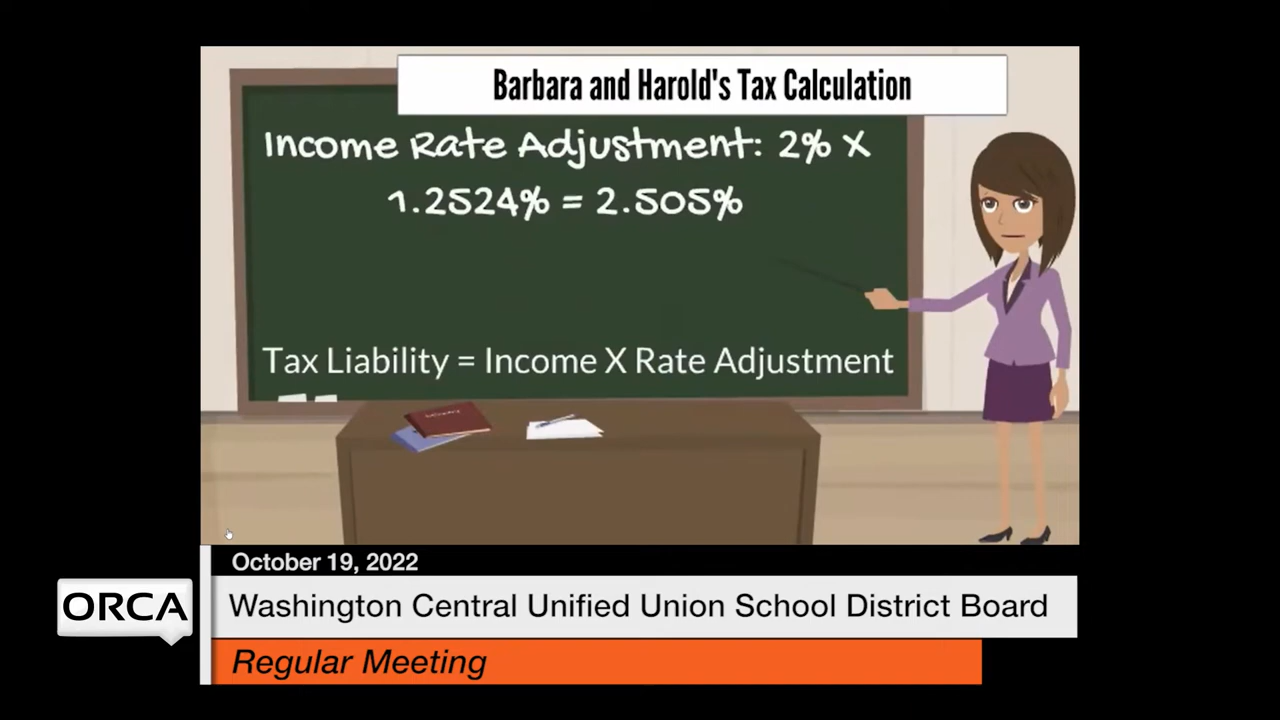 Barbara and Harold's Tax Calculation
Income Rate Adjustment: 2% X
1.2524% = 2.505%
Tax Liability = Income X Rate Adjustment
October 19, 2022
ORCA
Washington Central Unified Union School District Board
Regular Meeting